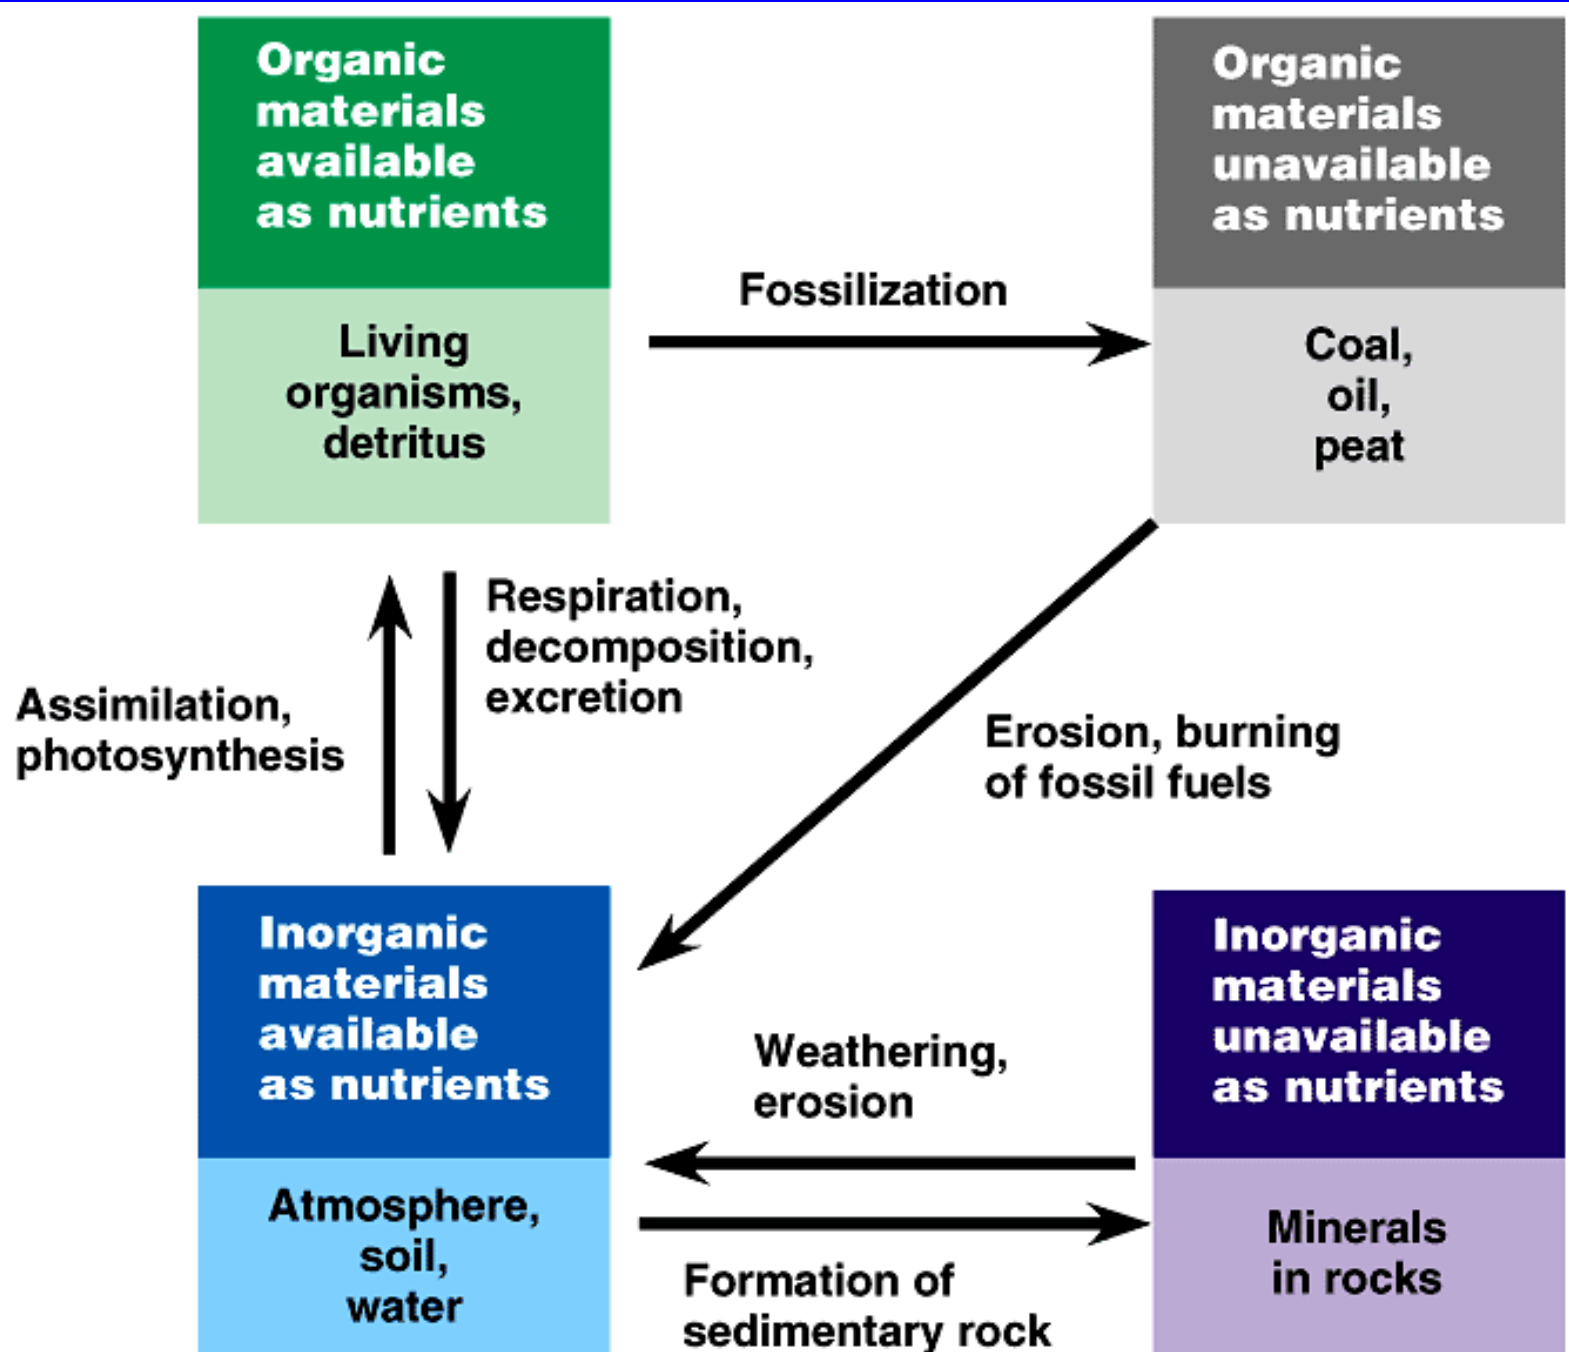 Organic
materials
available
as nutrients
Living
organisms,
detritus
Fossilization
Organic
materials
unavailable
as nutrients
Coal,
oil,
peat
Assimilation,
photosynthesis
Respiration,
decomposition,
excretion
Erosion, burning
of fossil fuels
Inorganic
materials
available
as nutrients
Atmosphere,
soil,
water
Weathering,
erosion
Formation of
sedimentary rock
Inorganic
materials
unavailable
as nutrients
Minerals
in rocks